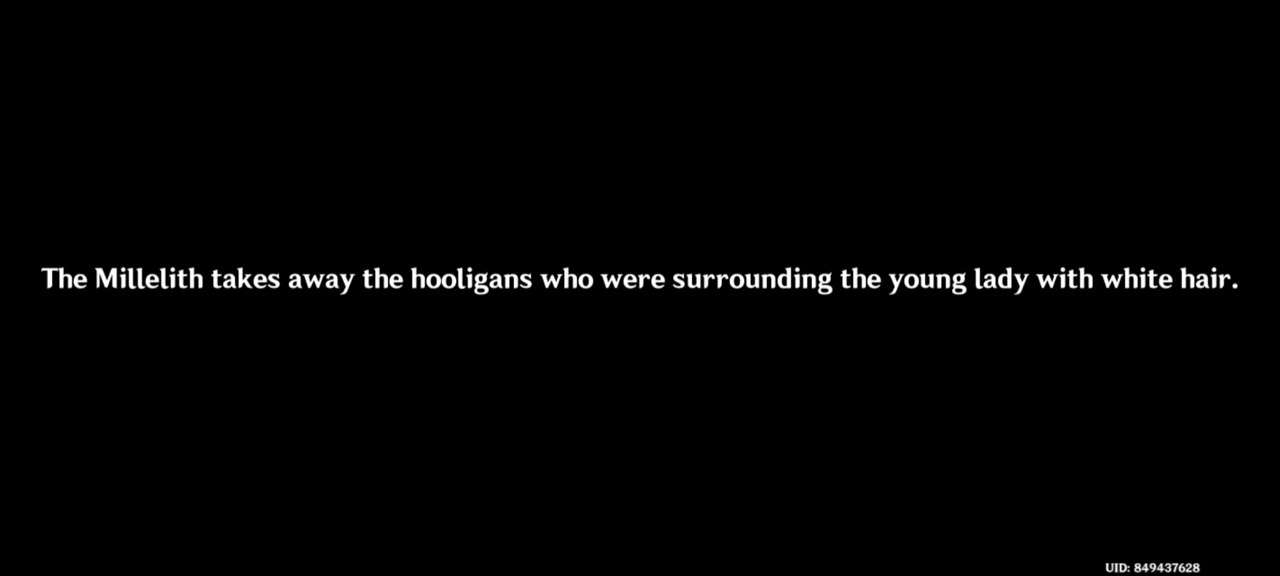 The Millelith takes away the hooligans who were surrounding the young lady with white hair.
UID: 849437628